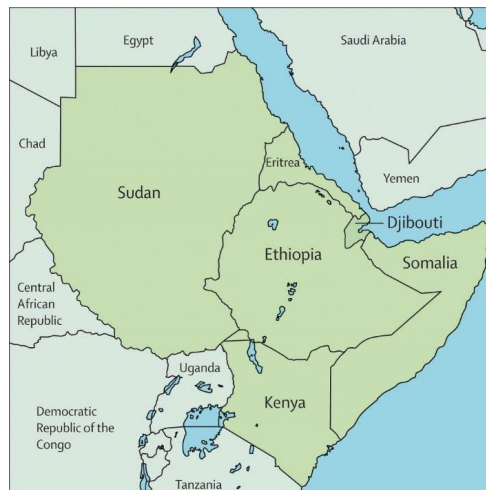 Libya
Egypt
Saudi Arabia
Chad
Eritrea
Yemen
Sudan
Djibouti
Ethiopia
Somalia
Central
African
Republic
Uganda
Kenya
Democratic
Republic of the
Congo
Tanzania